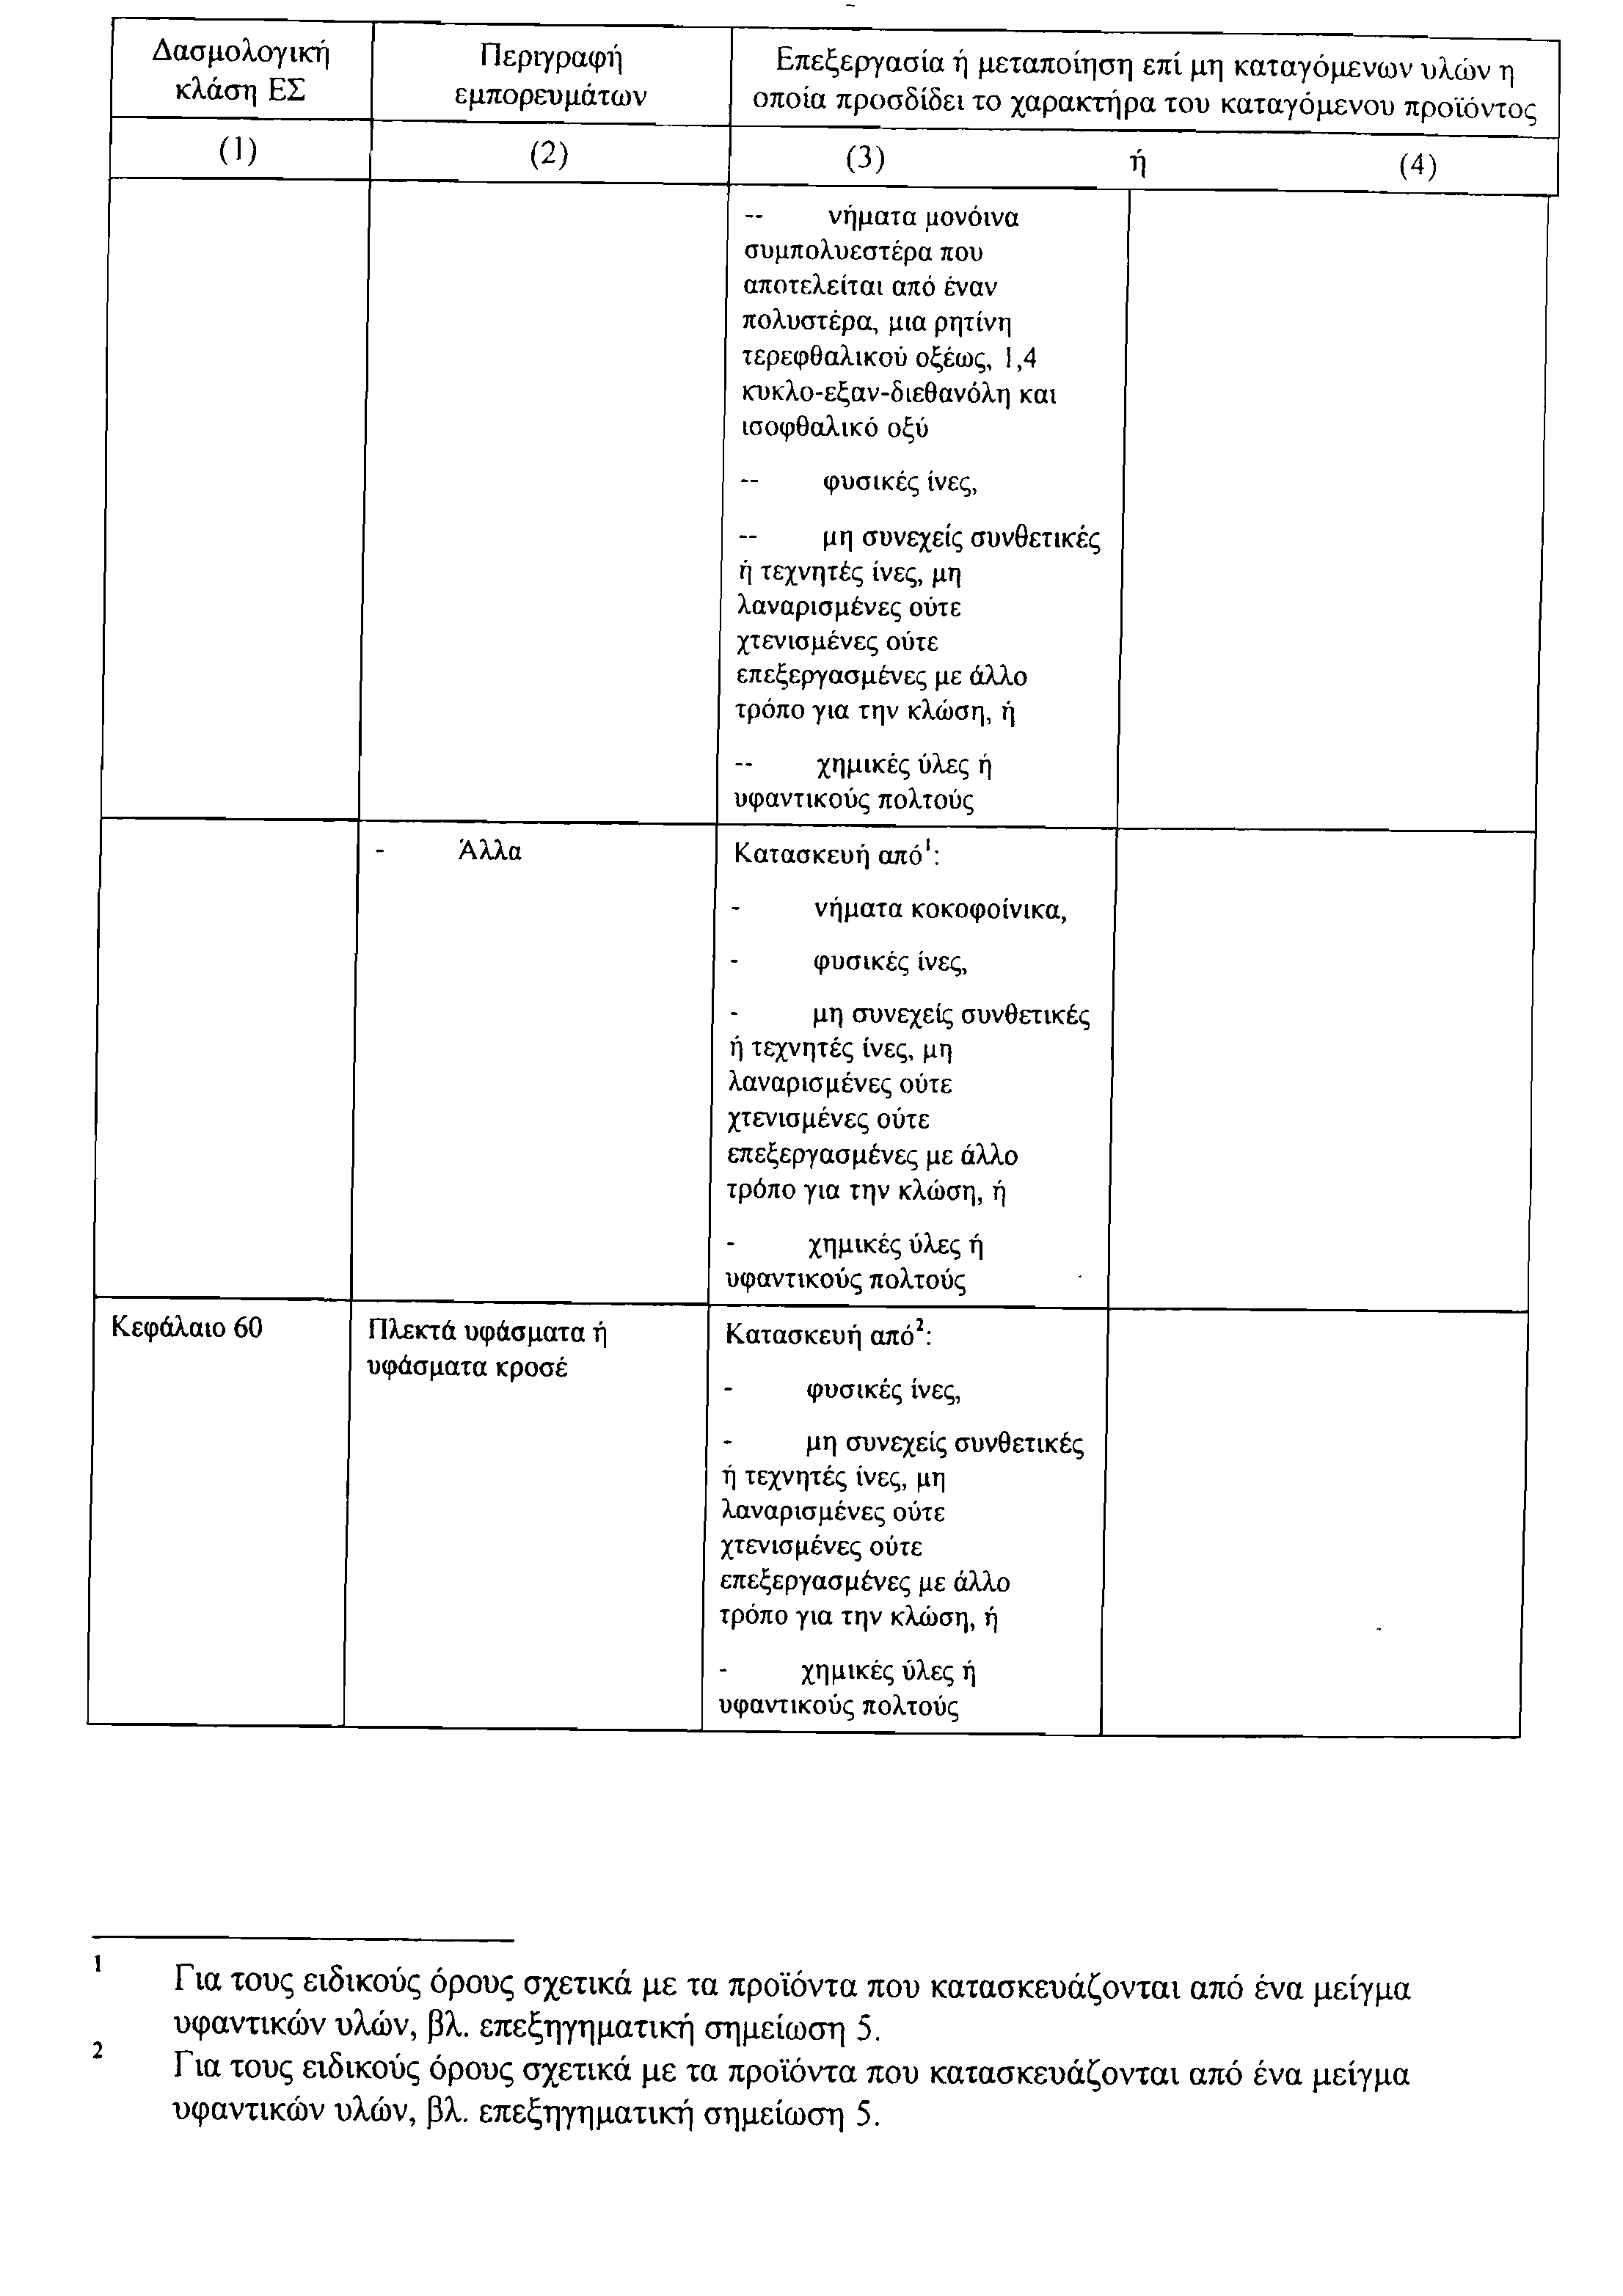 Δασμολογική
κλάση ΕΣ
Περιγραφή
εμπορευμάτων
Επεξεργασία ή μεταποίηση επί μη καταγόμενων υλών η
οποία προσδίδει το χαρακτήρα του καταγόμενου προϊόντος
(1)
(2)
(3) ή (4)
-- νήματα μονόινα
συμπολυεστέρα που
αποτελείται από έναν
πολυστέρα, μια ρητίνη
τερεφθαλικού οξέως, 1,4
κυκλο-εξαν-διεθανόλη και
ισοφθαλικό οξύ
-- φυσικές ίνες,
-- μη συνεχείς συνθετικές
ή τεχνητές ίνες, μη
λαναρισμένες ούτε
χτενισμένες ούτε
επεξεργασμένες με άλλο
τρόπο για την κλώση, ή
-- χημικές ύλες ή
υφαντικούς πολτούς
- Άλλα
Κατασκευή από¹:
- νήματα κοκοφοίνικα,
- φυσικές ίνες,
- μη συνεχείς συνθετικές
ή τεχνητές ίνες, μη
λαναρισμένες ούτε
χτενισμένες ούτε
επεξεργασμένες με άλλο
τρόπο για την κλώση, ή
- χημικές ύλες ή
υφαντικούς πολτούς
Κεφάλαιο 60
Πλεκτά υφάσματα ή
υφάσματα κροσέ
Κατασκευή από²:
- φυσικές ίνες,
- μη συνεχείς συνθετικές
ή τεχνητές ίνες, μη
λαναρισμένες ούτε
χτενισμένες ούτε
επεξεργασμένες με άλλο
τρόπο για την κλώση, ή
- χημικές ύλες ή
υφαντικούς πολτούς
1 Για τους ειδικούς όρους σχετικά με τα προϊόντα που κατασκευάζονται από ένα μείγμα
υφαντικών υλών, βλ. επεξηγηματική σημείωση 5.
2 Για τους ειδικούς όρους σχετικά με τα προϊόντα που κατασκευάζονται από ένα μείγμα
υφαντικών υλών, βλ. επεξηγηματική σημείωση 5.